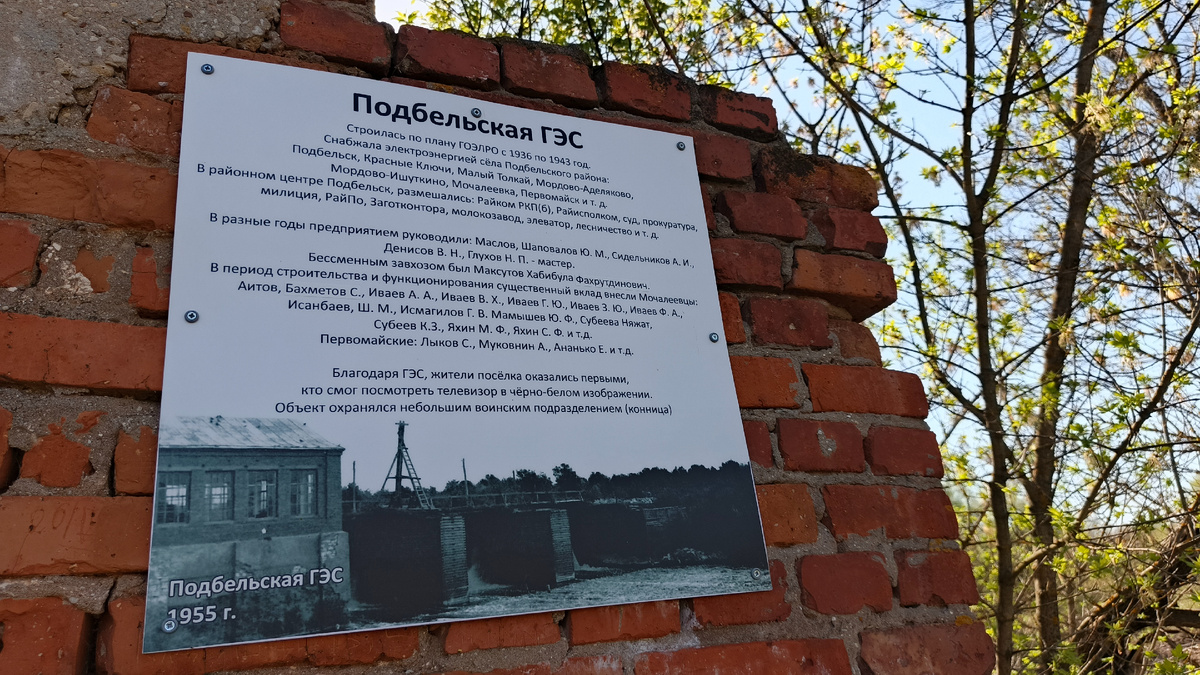 Подбельская ГЭС
Строилась по плану ГОЭЛРО с 1936 по 1943 год.
Снабжала электроэнергией сёла Подбельского района:
Подбельск, Красные Ключи, Малый Толкай, Мордово-Аделяково,
Мордово-Ишуткино, Мочалеевка, Первомайск и т. д.
В районном центре Подбельск, размешались: Райком РКП(б), Райисполком, суд, прокуратура,
милиция, РайПо, Заготконтора, молокозавод, элеватор, лесничество и т. д.
В разные годы предприятием руководили: Маслов, Шаповалов Ю. М., Сидельников А. И.,
Денисов В. Н., Глухов Н. П. - мастер.
Бессменным завхозом был Максутов Хабибула Фахрутдинович.
В период строительства и функционирования существенный вклад внесли Мочалеевцы:
Аитов, Бахметов С., Иваев А. А., Иваев В. Х., Иваев Г. Ю., Иваев З. Ю., Иваев Ф. А.,
Исанбаев, Ш. М., Исмагилов Г. В. Мамышев Ю. Ф., Субеева Няжат,
Субеев К.З., Яхин М. Ф., Яхин С. Ф. и т.д.
Первомайские: Лыков С., Муковнин А., Ананько Е. и т.д.
Благодаря ГЭС, жители посёлка оказались первыми,
кто смог посмотреть телевизор в чёрно-белом изображении.
Объект охранялся небольшим воинским подразделением (конница)
Подбельская ГЭС
1955 г.